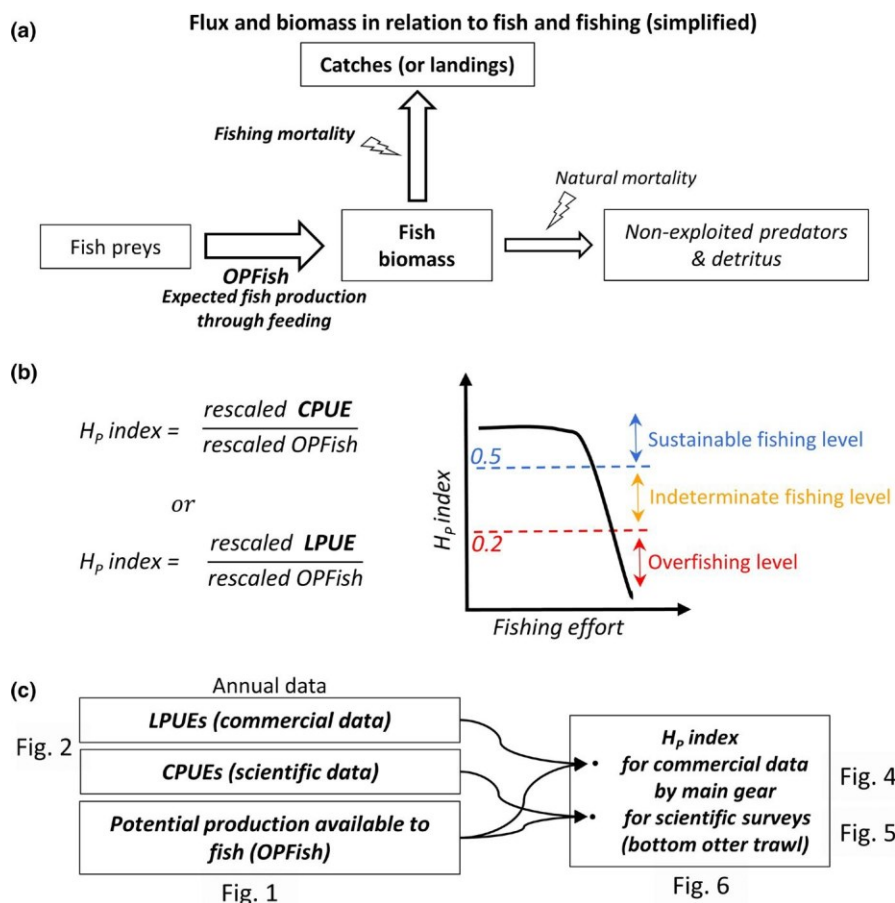 (a)
Flux and biomass in relation to fish and fishing (simplified)
Catches (or landings)
Fishing mortality
Natural mortality
Fish preys
OPFish
Expected fish production
through feeding
Fish
biomass
Non-exploited predators
& detritus
(b)
HP index = rescaled CPUE
rescaled OPFish
or
HP index = rescaled LPUE
rescaled OPFish
HP index
0.5
0.2
Sustainable fishing level
Indeterminate fishing level
Overfishing level
Fishing effort
(c)
Annual data
LPUEs (commercial data)
Fig. 2
CPUEs (scientific data)
Potential production available to
fish (OPFish)
Fig. 1
HP index
for commercial data
by main gear
for scientific surveys
(bottom otter trawl)
Fig. 4
Fig. 5
Fig. 6